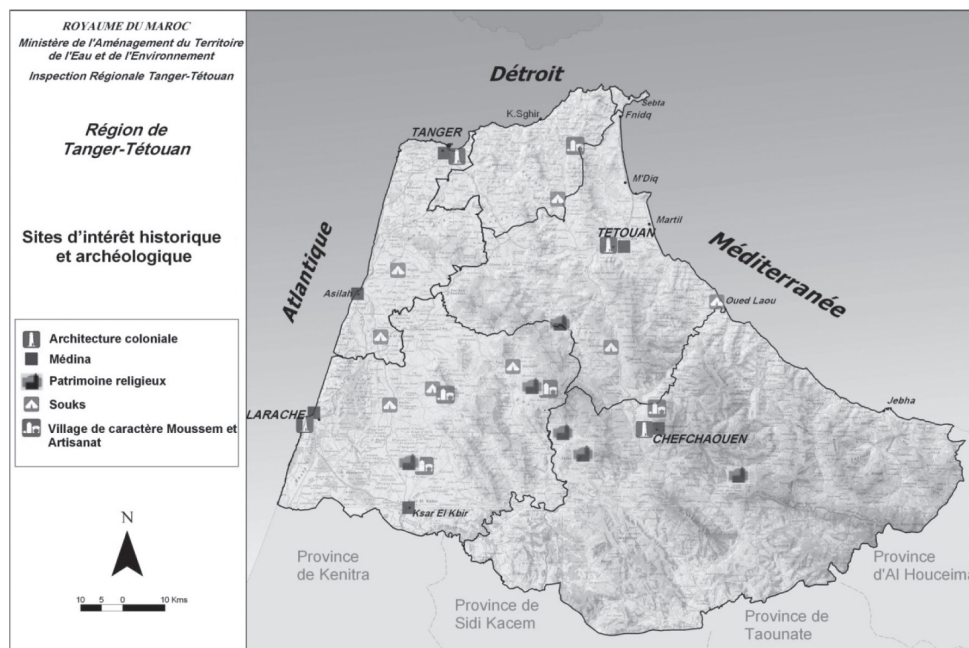 ROYAUME DU MAROC
Ministère de l'Aménagement du Territoire
de l'Eau et de l'Environnement
Inspection Régionale Tanger-Tétouan
Région de
Tanger-Tétouan
Sites d'intérêt historique
et archéologique
Architecture coloniale
Médina
Patrimoine religieux
Souks
Village de caractère Moussem et
Artisanat
N
10 5 0 10 Kms
Détroit
Sebta
K.Sghir
Fnidq
TANGER
M'Diq
Martil
TETOUAN
Méditerranée
Atlantique
Asilah
Oued Laou
Jebha
LARACHE
CHEFCHAOUEN
Ksar El Kbir
Province
de Kenitra
Province de
Sidi Kacem
Province de
Taounate
Province
d'Al Houceima